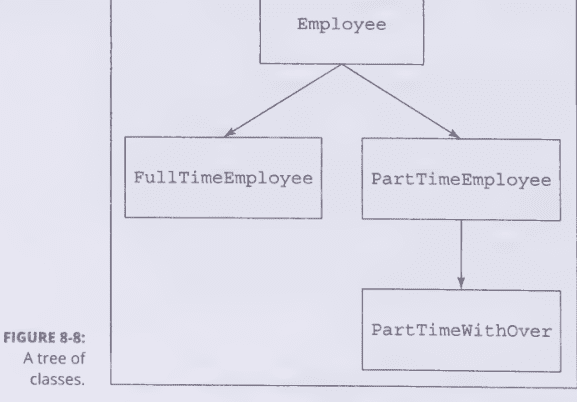 Employee
FullTimeEmployee
PartTimeEmployee
PartTimeWithOver
FIGURE 8-8:
A tree of
classes.